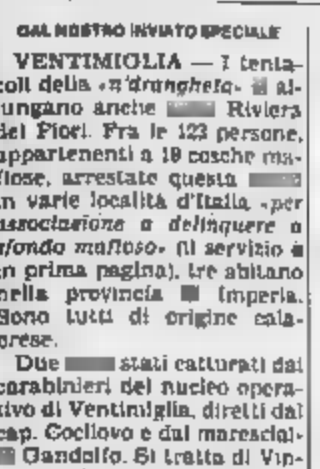 DAL NOSTRO INVIATO SPECIALE
VENTIMIGLIA — I tenta-
coli della «n'drangheta» al-
lungano anche Riviera
dei Fiori. Fra le 123 persone,
appartenenti a 19 cosche ma-
fiose, arrestate questa
in varie località d'Italia «per
associazione a delinquere a
sfondo mafioso» (il servizio è
in prima pagina), tre abitano
nella provincia Imperia.
Sono tutti di origine cala-
brese.
Due stati catturati dai
carabinieri del nucleo opera-
tivo di Ventimiglia, diretti dal
cap. Cocliovo e dal marescial-
Gandolfo. Si tratta di Vin-